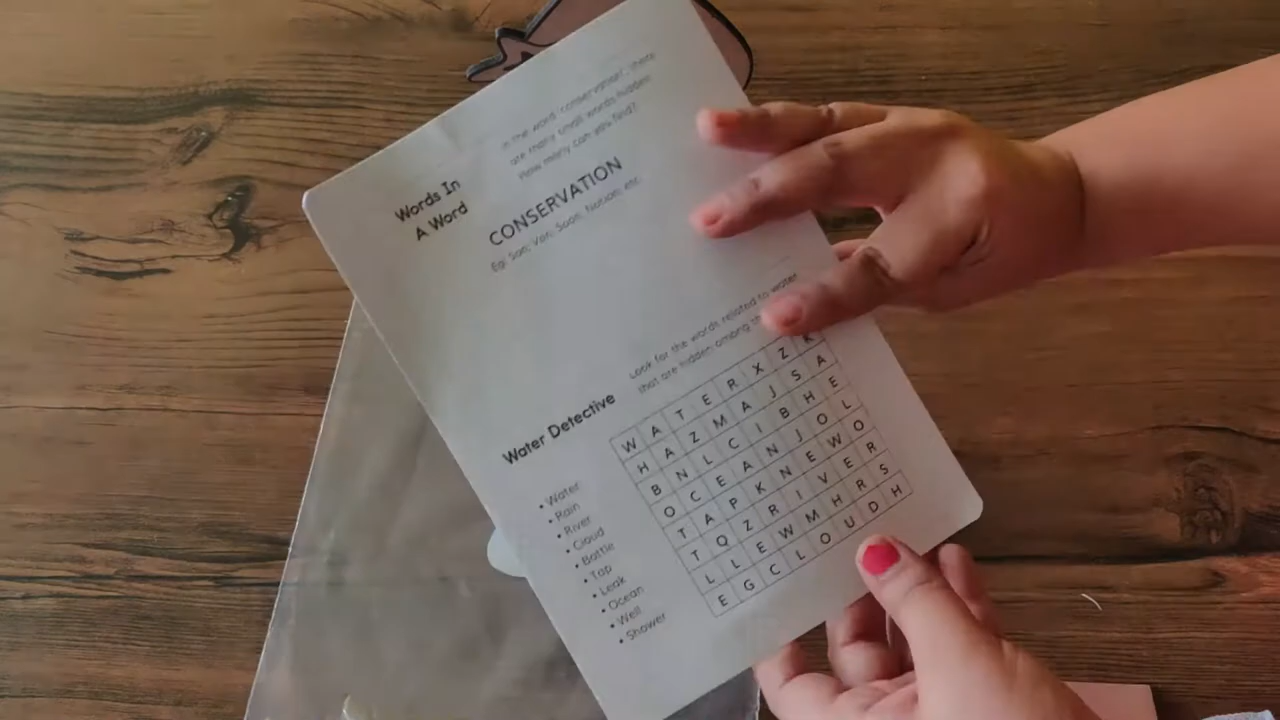 In the word 'conservation', there
are many small words hidden.
How many can you find?
Words In
A Word
CONSERVATION
Eg: Son, Van, Soon, Nation, etc.
Look for the words related to water
that are hidden among
Water Detective
• Water
• Rain
• River
• Cloud
• Bottle
• Tap
• Leak
• Ocean
• Well
• Shower
W A T E R X Z K
H A Z M A J S A
B N L C I B H E
O C E A N J O L
T A P K N E W O
T Q Z R I V E R
L L E W M H R S
E G C L O U D H